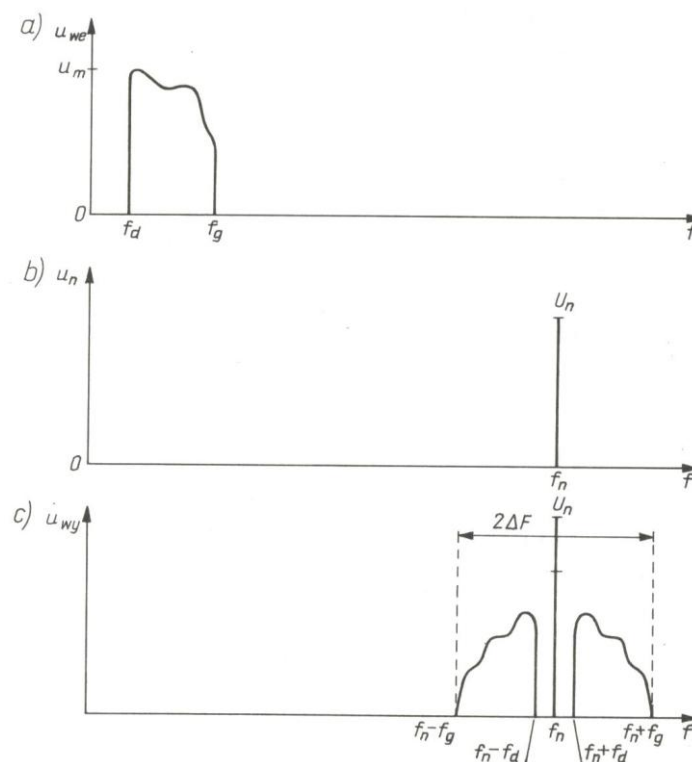 a) u_we
u_m
0
f_d f_g f
b) u_n
U_n
0
f_n f
c) u_wy
U_n
2ΔF
f_n-f_g f_n f_n+f_g f
f_n-f_d f_n+f_d